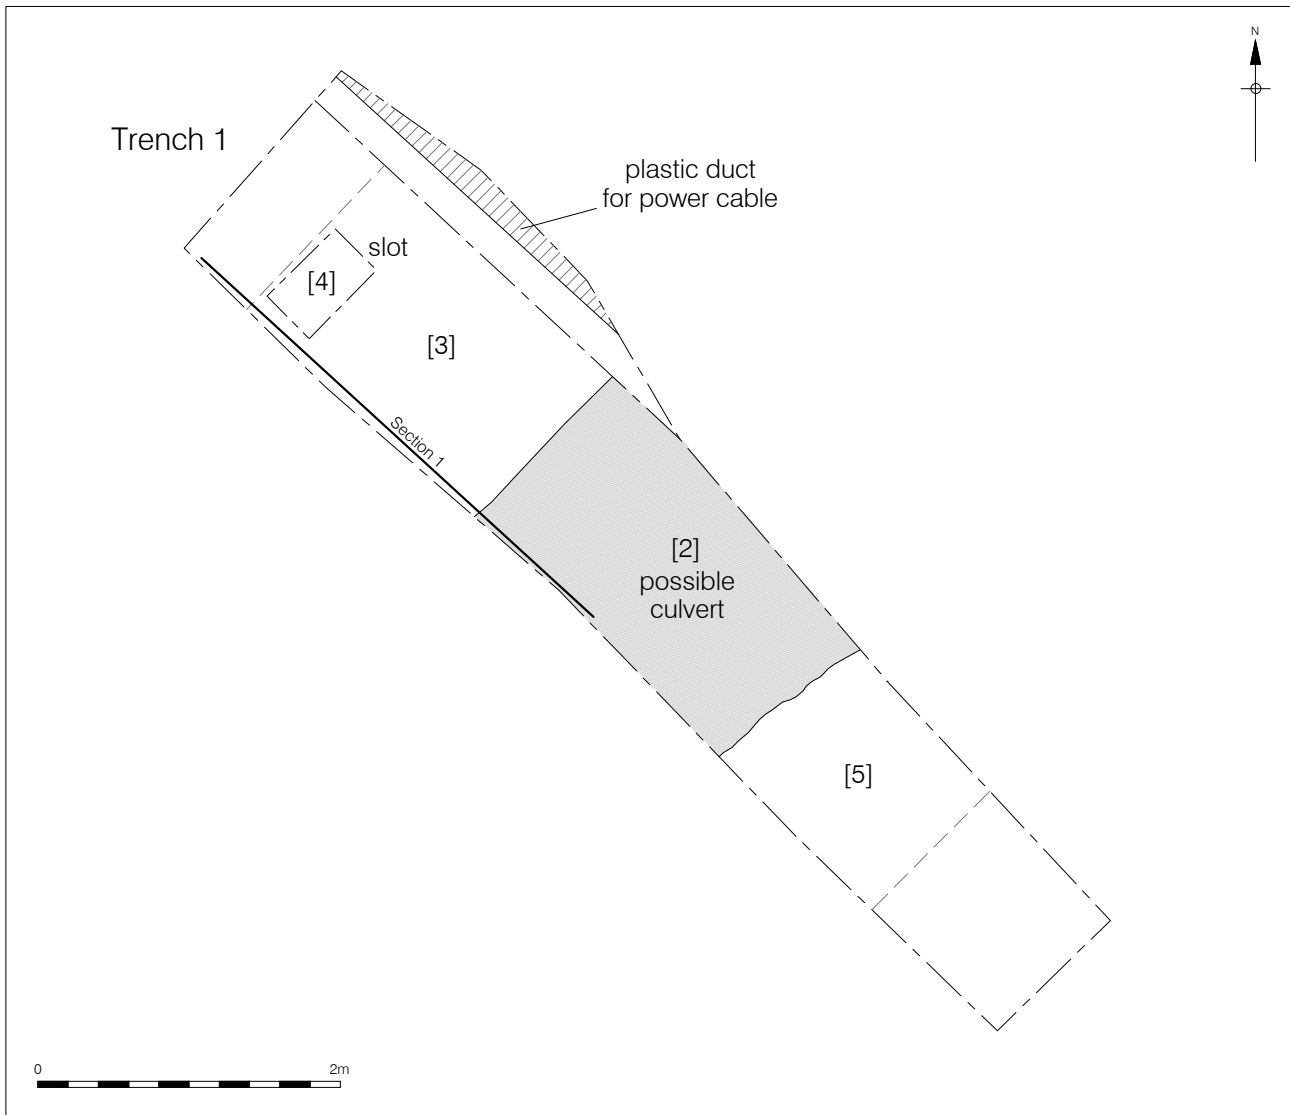 N
Trench 1
plastic duct
for power cable
slot
[4]
[3]
Section 1
[2]
possible
culvert
[5]
0 2m